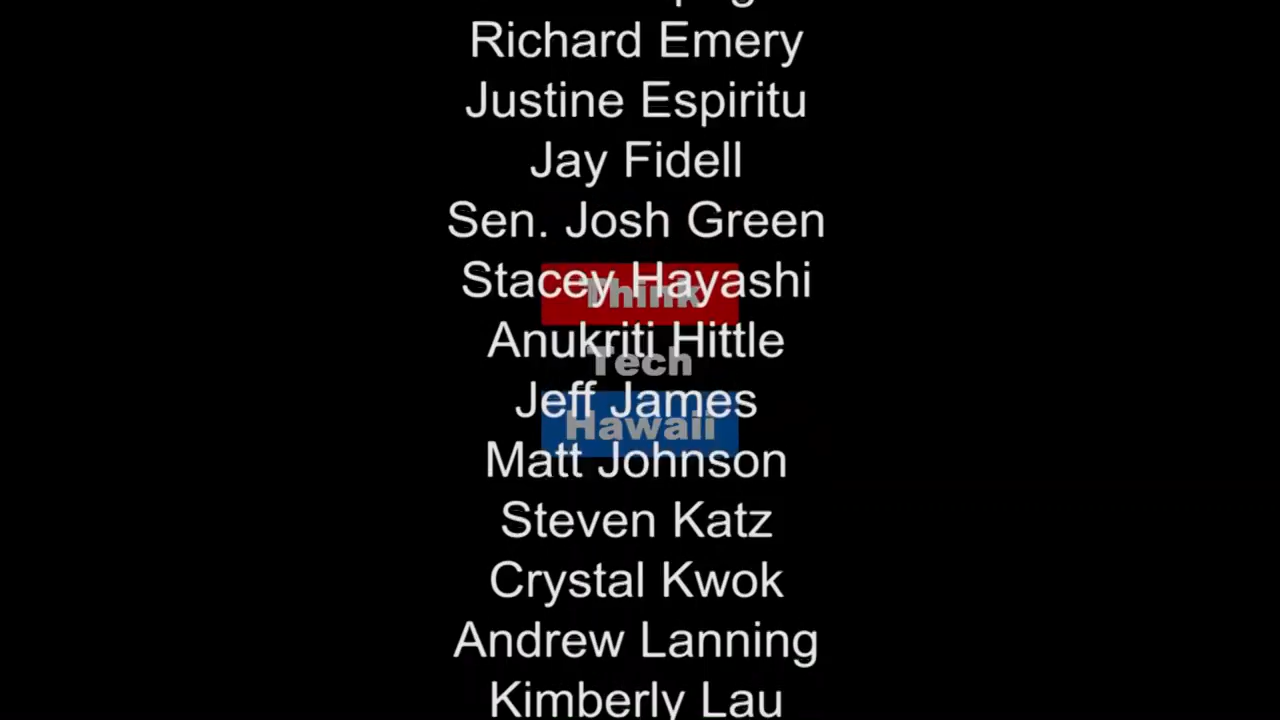 Richard Emery
Justine Espiritu
Jay Fidell
Sen. Josh Green
Stacey Hayashi
Think
Anukriti Hittle
Tech
Jeff James
Hawaii
Matt Johnson
Steven Katz
Crystal Kwok
Andrew Lanning
Kimberly Lau